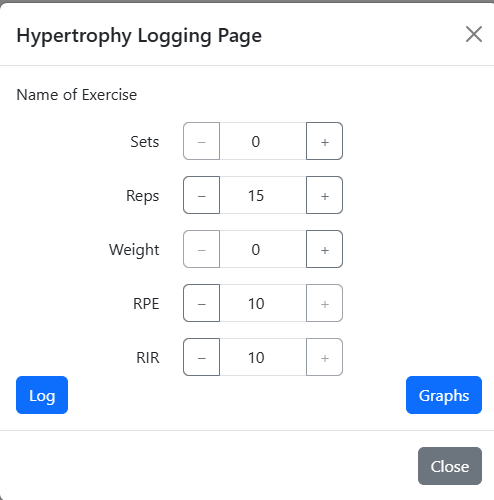 Hypertrophy Logging Page
Name of Exercise
Sets − 0 +
Reps − 15 +
Weight − 0 +
RPE − 10 +
RIR − 10 +
Log Graphs
Close